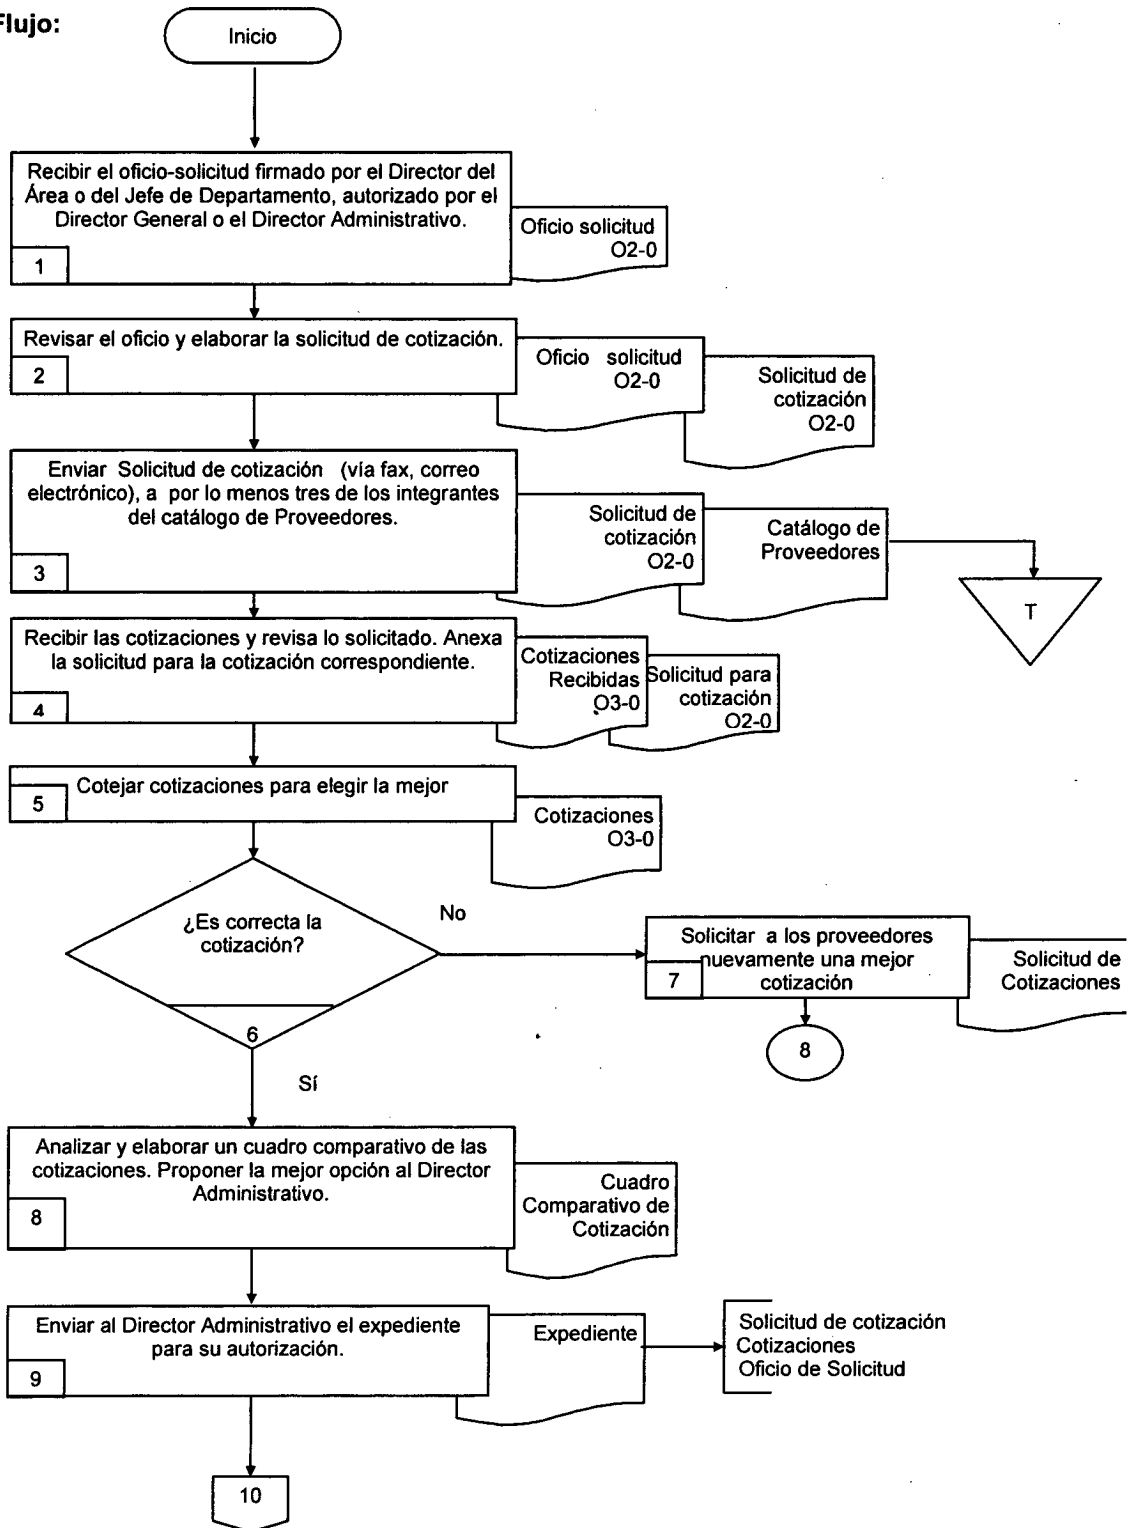 Flujo:
Inicio
Recibir el oficio-solicitud firmado por el Director del
Área o del Jefe de Departamento, autorizado por el
Director General o el Director Administrativo.
1
Oficio solicitud
O2-0
Revisar el oficio y elaborar la solicitud de cotización.
2
Oficio solicitud
O2-0
Solicitud de
cotización
O2-0
Enviar Solicitud de cotización (vía fax, correo
electrónico), a por lo menos tres de los integrantes
del catálogo de Proveedores.
3
Solicitud de
cotización
O2-0
Catálogo de
Proveedores
T
Recibir las cotizaciones y revisa lo solicitado. Anexa
la solicitud para la cotización correspondiente.
4
Cotizaciones
Recibidas
O3-0
Solicitud para
cotización
O2-0
Cotejar cotizaciones para elegir la mejor
5
Cotizaciones
O3-0
¿Es correcta la
cotización?
6
No
Solicitar a los proveedores
nuevamente una mejor
cotización
7
Solicitud de
Cotizaciones
8
Sí
Analizar y elaborar un cuadro comparativo de las
cotizaciones. Proponer la mejor opción al Director
Administrativo.
8
Cuadro
Comparativo de
Cotización
Enviar al Director Administrativo el expediente
para su autorización.
9
Expediente
Solicitud de cotización
Cotizaciones
Oficio de Solicitud
10